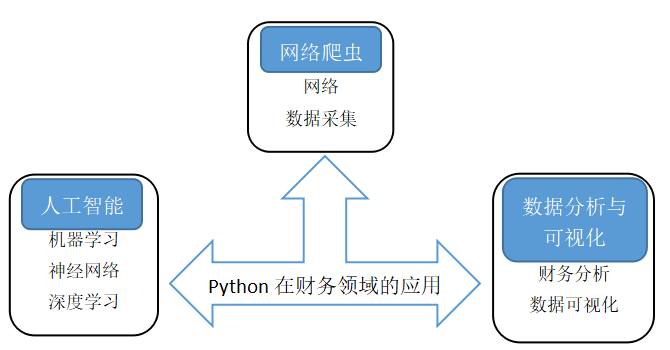 网络爬虫
网络
数据采集
人工智能
机器学习
神经网络
深度学习
Python 在财务领域的应用
数据分析与
可视化
财务分析
数据可视化